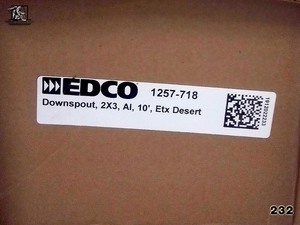 EDCO 1257-718
Downspout, 2X3, Al, 10', Etx Desert
232